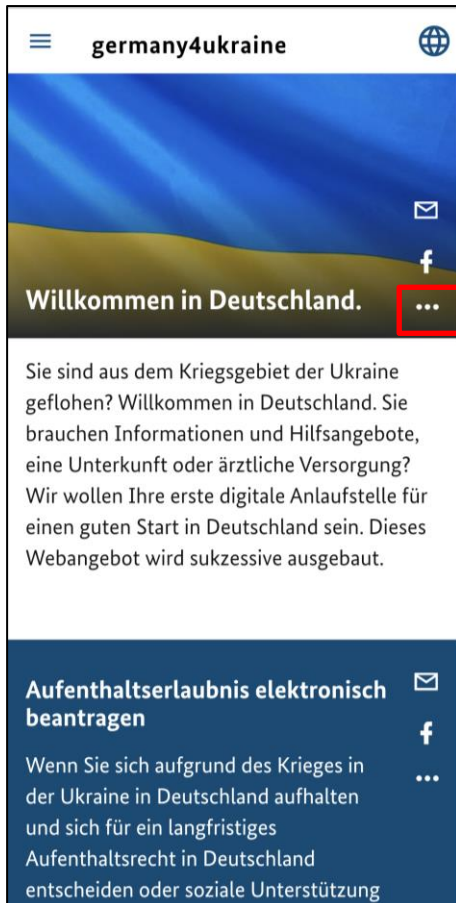 germany4ukraine
Willkommen in Deutschland.
Sie sind aus dem Kriegsgebiet der Ukraine
geflohen? Willkommen in Deutschland. Sie
brauchen Informationen und Hilfsangebote,
eine Unterkunft oder ärztliche Versorgung?
Wir wollen Ihre erste digitale Anlaufstelle für
einen guten Start in Deutschland sein. Dieses
Webangebot wird sukzessive ausgebaut.
Aufenthaltserlaubnis elektronisch
beantragen
Wenn Sie sich aufgrund des Krieges in
der Ukraine in Deutschland aufhalten
und sich für ein langfristiges
Aufenthaltsrecht in Deutschland
entscheiden oder soziale Unterstützung